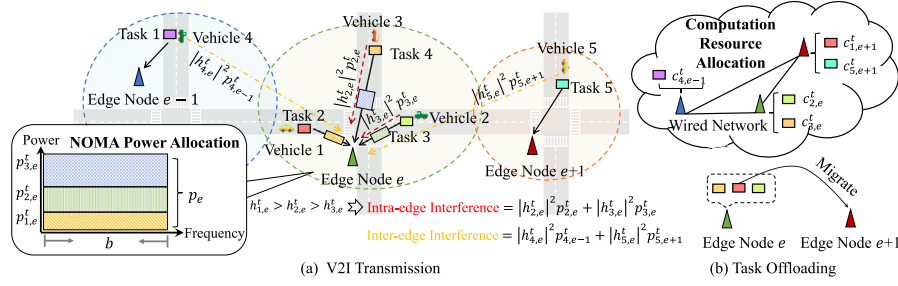 Task 1
Vehicle 4
Edge Node e − 1
|h^t_{4,e}|^2 p^t_{4,e−1}
Vehicle 3
Task 4
|h^t_{2,e}|^2 p^t_{2,e}
|h^t_{3,e}|^2 p^t_{3,e}
Task 2
Vehicle 1
Vehicle 2
Task 3
Edge Node e
|h^t_{5,e}|^2 p^t_{5,e+1}
Vehicle 5
Task 5
Edge Node e+1
Power
NOMA Power Allocation
p^t_{3,e}
p^t_{2,e}
p^t_{1,e}
p_e
Frequency
b
h^t_{1,e} > h^t_{2,e} > h^t_{3,e} ⇒ Intra-edge Interference = |h^t_{2,e}|^2 p^t_{2,e} + |h^t_{3,e}|^2 p^t_{3,e}
Inter-edge Interference = |h^t_{4,e}|^2 p^t_{4,e−1} + |h^t_{5,e}|^2 p^t_{5,e+1}
(a) V2I Transmission
Computation
Resource
Allocation
c^t_{1,e+1}
c^t_{5,e+1}
c^t_{4,e−1}
c^t_{2,e}
Wired Network
Migrate
Edge Node e
Edge Node e+1
(b) Task Offloading